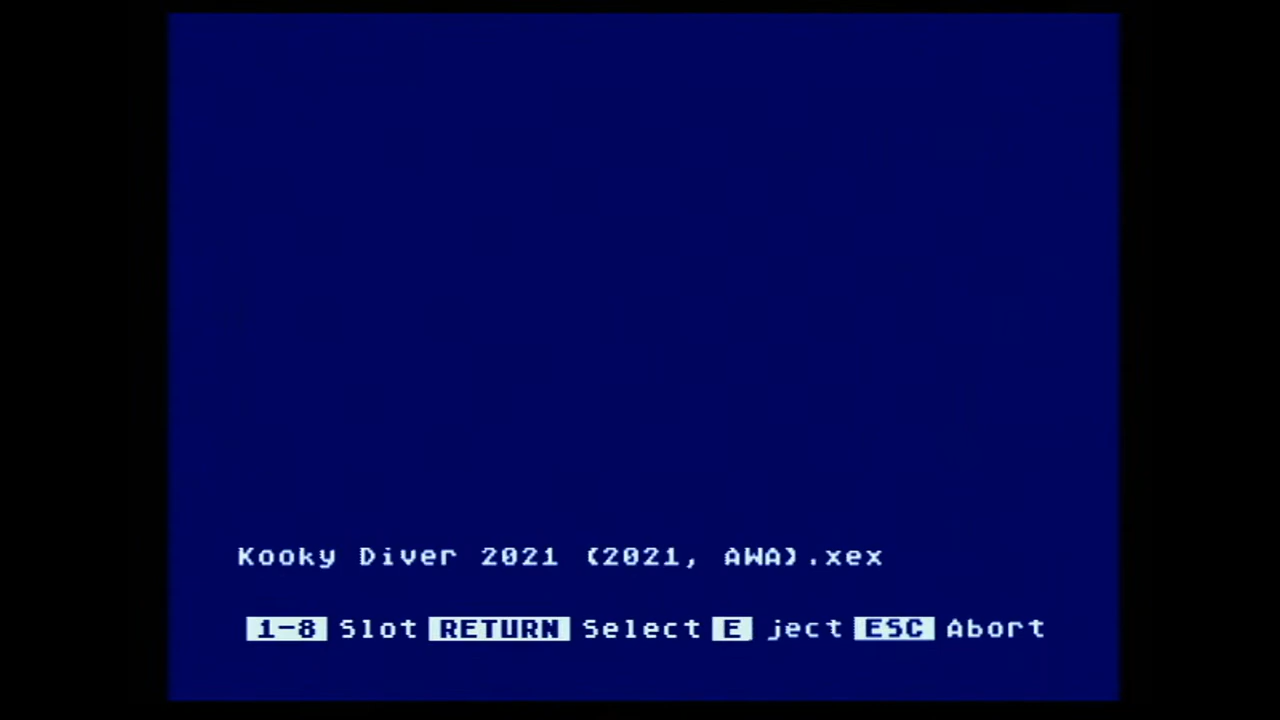 Kooky Diver 2021 (2021, AWA).xex
1-8 Slot RETURN Select E ject ESC Abort